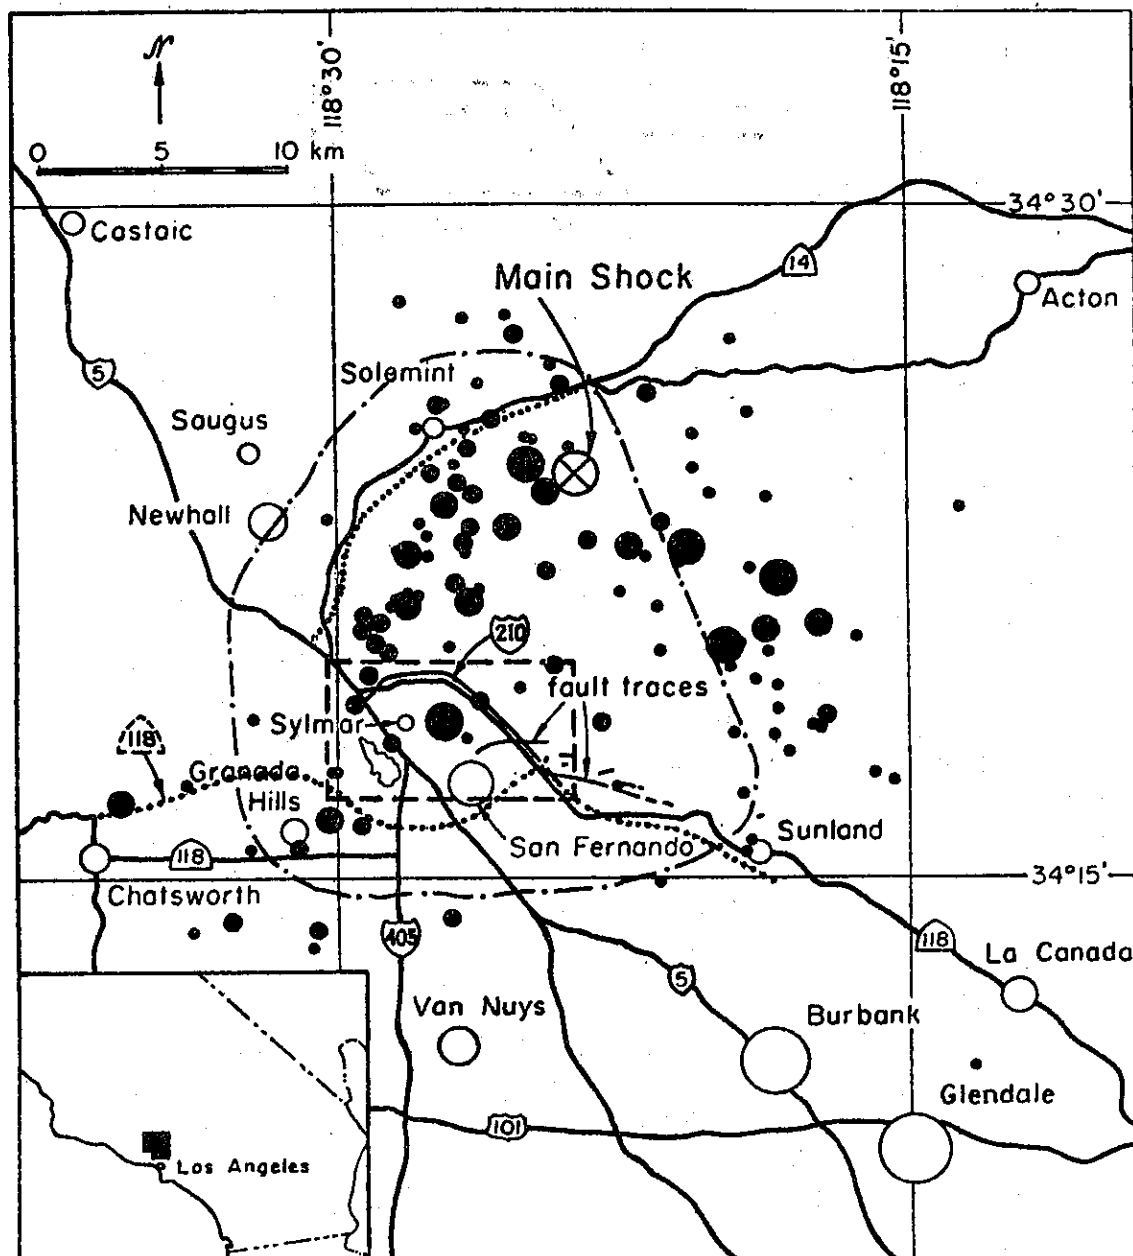 N
118°30'
118°15'
0 5 10 km
34°30'
Castaic
Main Shock
14
Acton
5
Solemint
Saugus
Newhall
210
fault traces
Sylmar
118
Granada
Hills
San Fernando
Sunland
118
34°15'
Chatsworth
405
118
La Canada
5
Van Nuys
Burbank
Glendale
101
Los Angeles